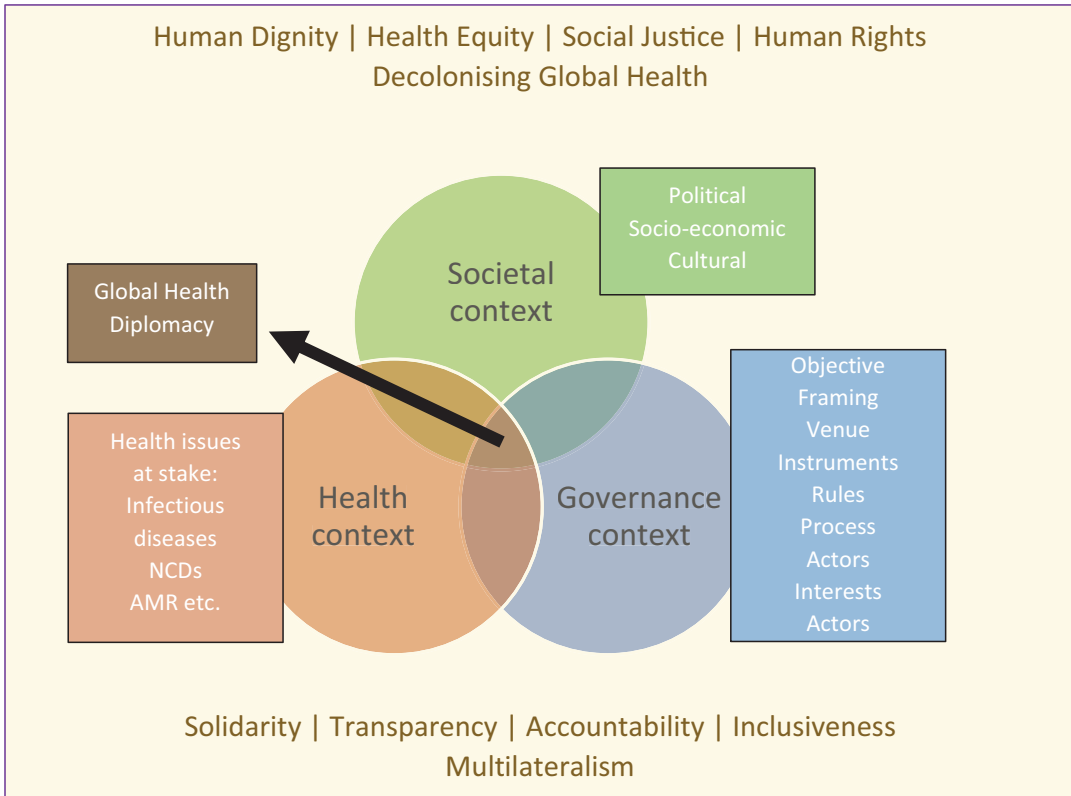 Human Dignity | Health Equity | Social Justice | Human Rights
Decolonising Global Health
Political
Socio-economic
Cultural
Societal
context
Global Health
Diplomacy
Health issues
at stake:
Infectious
diseases
NCDs
AMR etc.
Health
context
Governance
context
Objective
Framing
Venue
Instruments
Rules
Process
Actors
Interests
Actors
Solidarity | Transparency | Accountability | Inclusiveness
Multilateralism